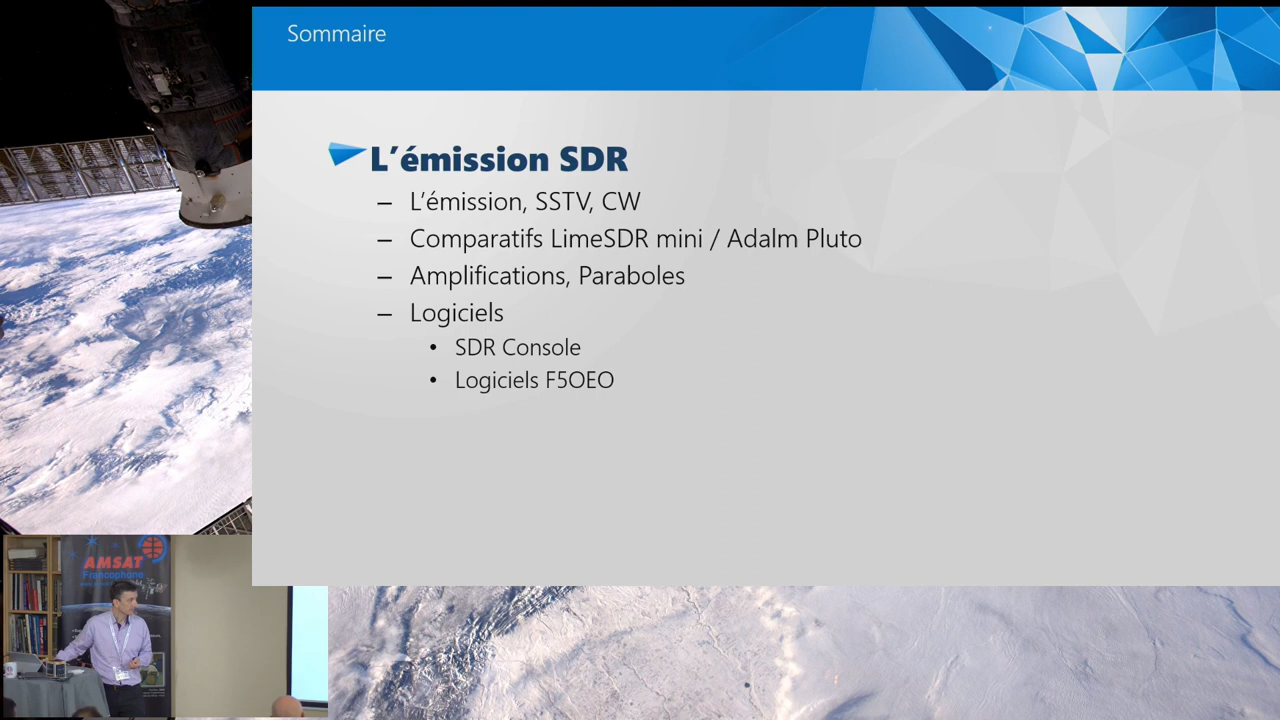 Sommaire
L'émission SDR
– L'émission, SSTV, CW
– Comparatifs LimeSDR mini / Adalm Pluto
– Amplifications, Paraboles
– Logiciels
• SDR Console
• Logiciels F5OEO
AMSAT
Francophone